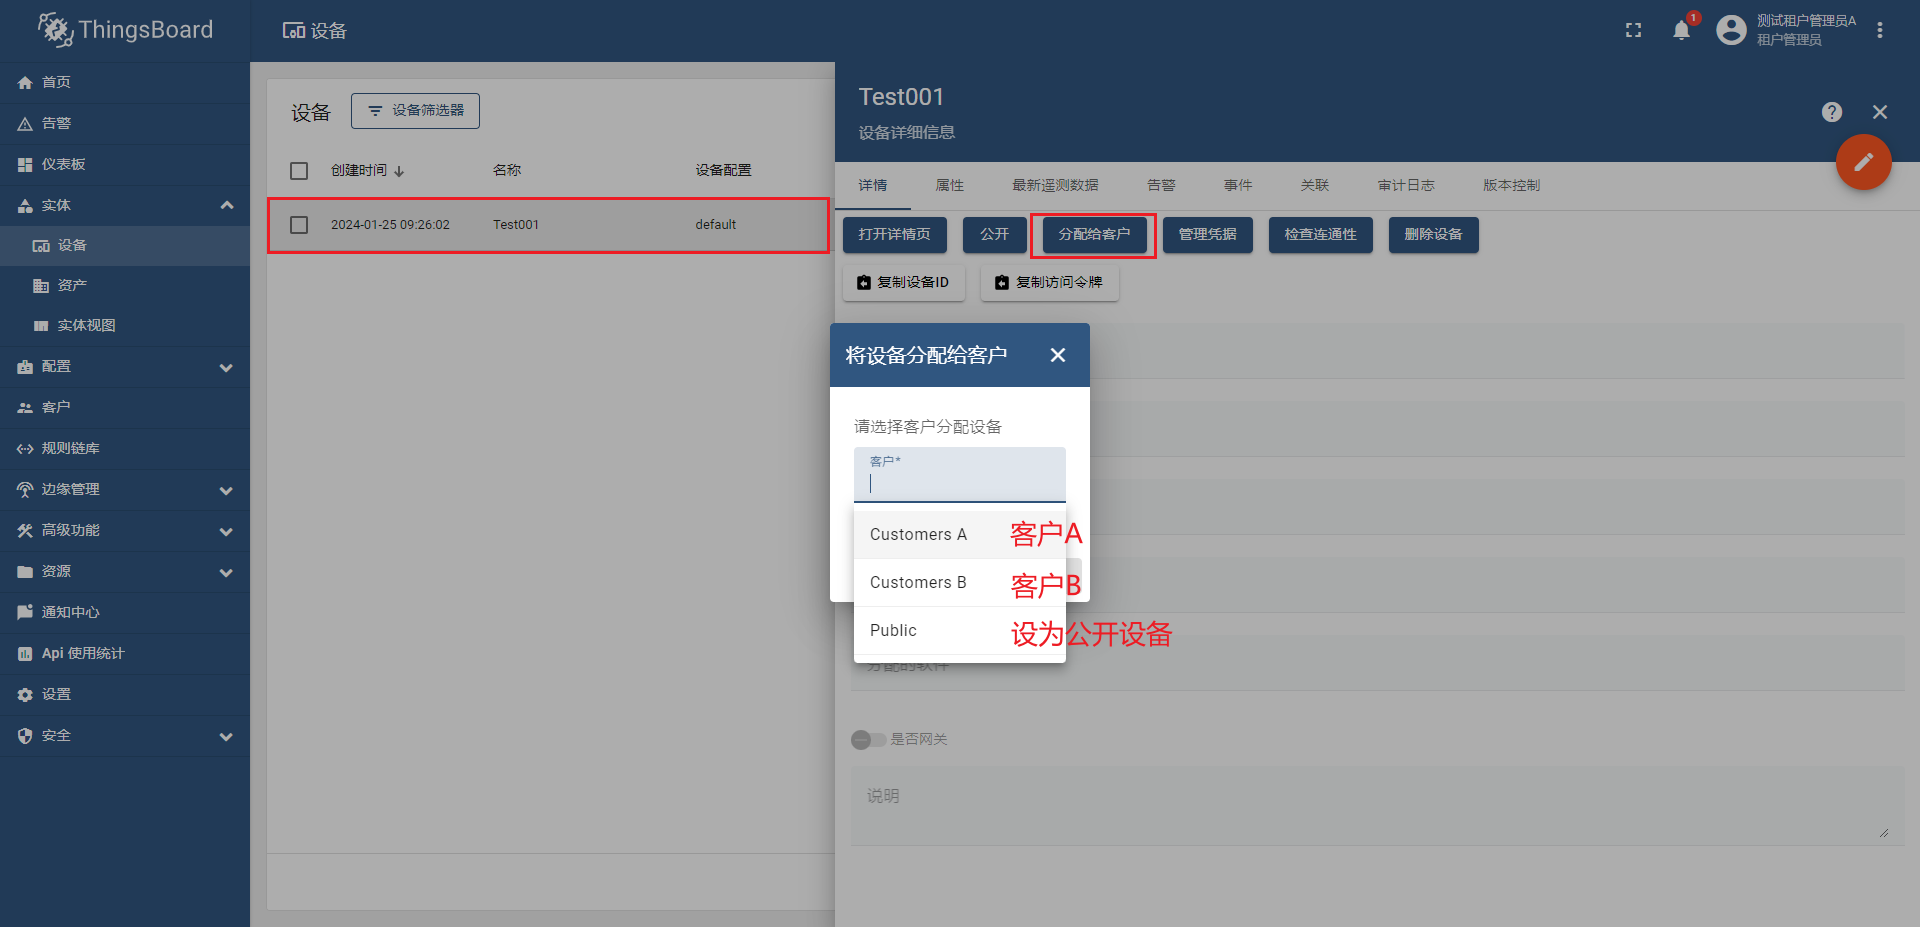 ThingsBoard
设备
1
测试租户管理员A
租户管理员
首页
告警
仪表板
实体
设备
资产
实体视图
配置
客户
规则链库
边缘管理
高级功能
资源
通知中心
Api 使用统计
设置
安全
设备
设备筛选器
创建时间
名称
设备配置
2024-01-25 09:26:02
Test001
default
Test001
设备详细信息
详情
属性
最新遥测数据
告警
事件
关联
审计日志
版本控制
打开详情页
公开
分配给客户
管理凭据
检查连通性
删除设备
复制设备ID
复制访问令牌
将设备分配给客户
请选择客户分配设备
客户*
Customers A
客户A
Customers B
客户B
Public
设为公开设备
分配的软件
是否网关
说明